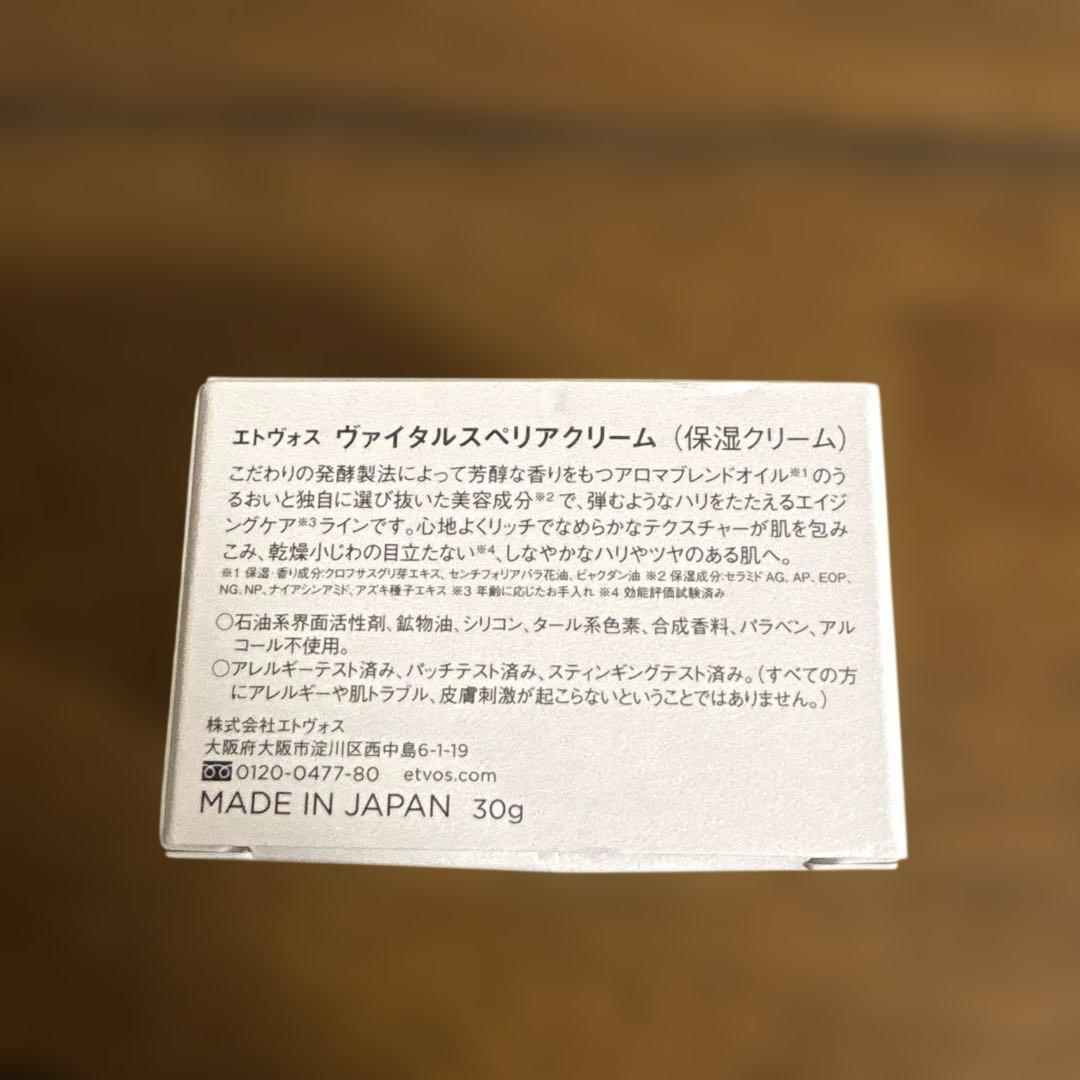 エトヴォス ヴァイタルスペリアクリーム（保湿クリーム）
こだわりの発酵製法によって芳醇な香りをもつアロマブレンドオイル※1のう
るおいと独自に選び抜いた美容成分※2で、弾むようなハリをたたえるエイジ
ングケア※3ラインです。心地よくリッチでなめらかなテクスチャーが肌を包み
こみ、乾燥小じわの目立たない※4、しなやかなハリやツヤのある肌へ。
※1 保湿・香り成分:クロフサスグリ芽エキス、センチフォリアバラ花油、ビャクダン油 ※2 保湿成分:セラミド AG、AP、EOP、
NG、NP、ナイアシンアミド、アズキ種子エキス ※3 年齢に応じたお手入れ ※4 効能評価試験済み
○石油系界面活性剤、鉱物油、シリコン、タール系色素、合成香料、パラベン、アル
コール不使用。
○アレルギーテスト済み、パッチテスト済み、スティンギングテスト済み。（すべての方
にアレルギーや肌トラブル、皮膚刺激が起こらないということではありません。）
株式会社エトヴォス
大阪府大阪市淀川区西中島6-1-19
0120-0477-80 etvos.com
MADE IN JAPAN 30g